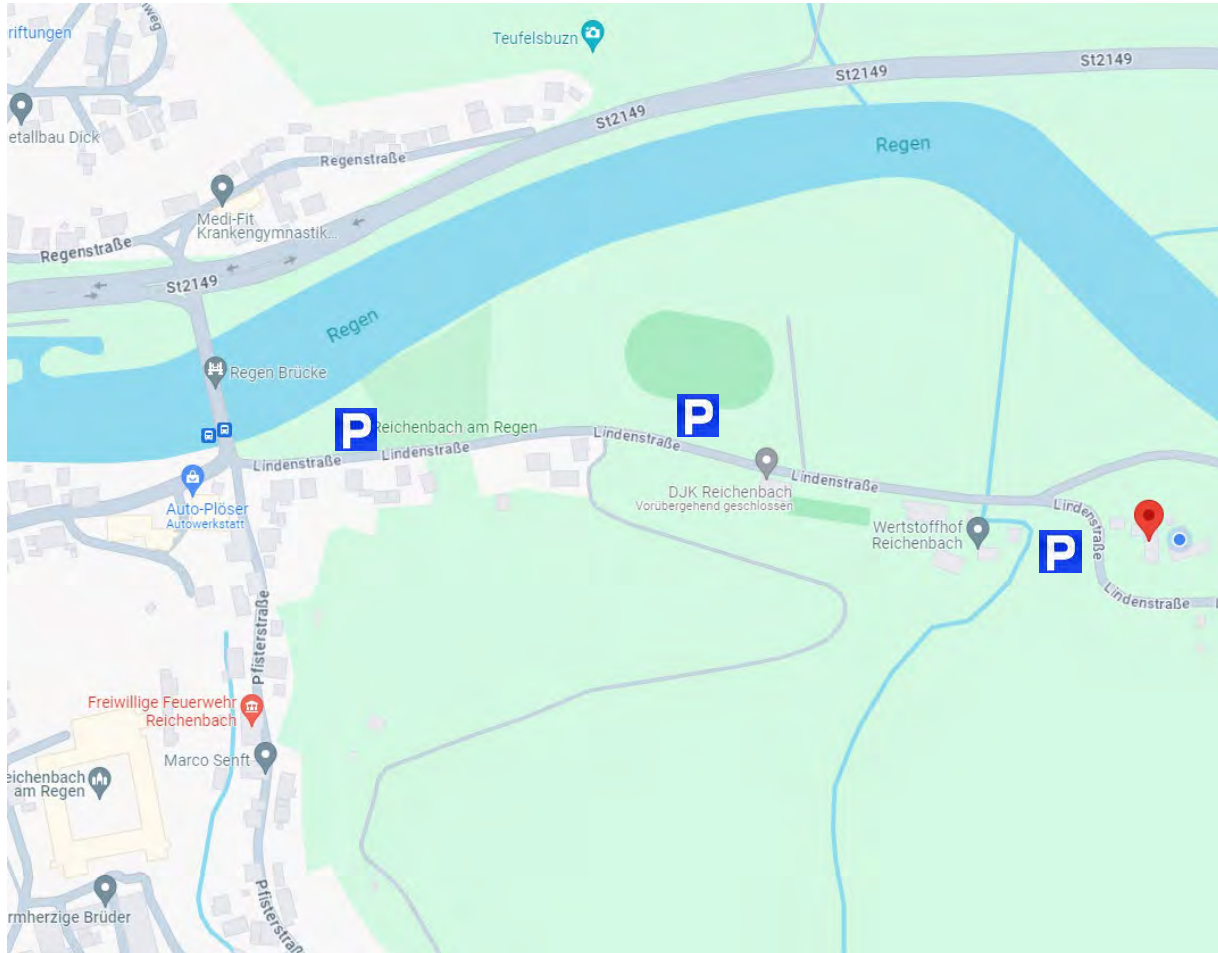 Teufelsbuzn
St2149
St2149
St2149
Regenstraße
Regen
Medi-Fit
Krankengymnastik...
Regenstraße
St2149
Regen
Regen Brücke
P
P
Reichenbach am Regen
Lindenstraße
Lindenstraße
Lindenstraße
DJK Reichenbach
Vorübergehend geschlossen
Lindenstraße
Auto-Plöser
Autowerkstatt
Wertstoffhof
Reichenbach
P
Lindenstraße
Lindenstraße
Pfisterstraße
Freiwillige Feuerwehr
Reichenbach
Marco Senft
eichenbach
am Regen
rmherzige Brüder
Pfisterstraß
riftungen
etallbau Dick
weg